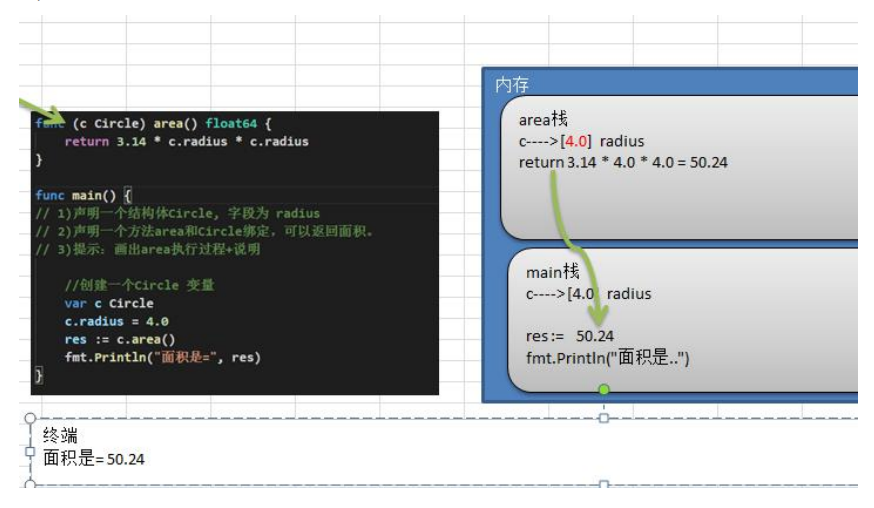 func (c Circle) area() float64 {
return 3.14 * c.radius * c.radius
}
func main() {
// 1)声明一个结构体Circle, 字段为 radius
// 2)声明一个方法area和Circle绑定，可以返回面积。
// 3)提示：画出area执行过程+说明
//创建一个Circle 变量
var c Circle
c.radius = 4.0
res := c.area()
fmt.Println("面积是=", res)
}
内存
area栈
c---->[4.0] radius
return 3.14 * 4.0 * 4.0 = 50.24
main栈
c---->[4.0] radius
res := 50.24
fmt.Println("面积是..")
终端
面积是= 50.24